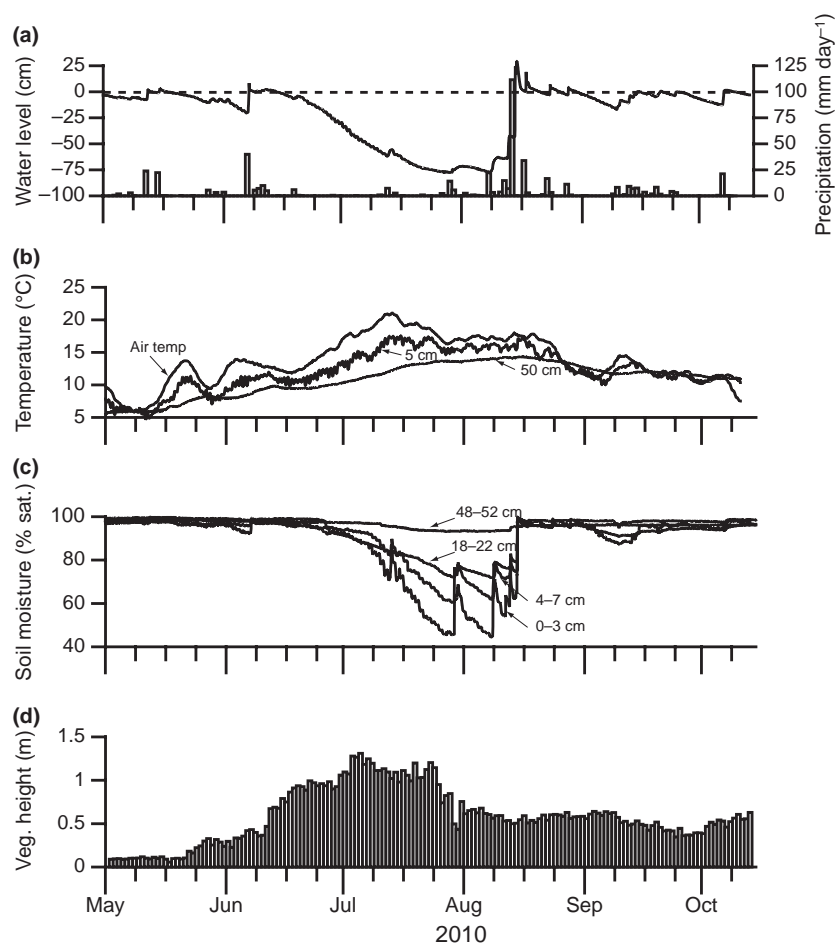 (a)
Water level (cm)
25
0
−25
−50
−75
−100
125
100
75
50
25
0
Precipitation (mm day−1)
(b)
Temperature (°C)
25
20
15
10
5
Air temp
5 cm
50 cm
(c)
Soil moisture (% sat.)
100
80
60
40
48–52 cm
18–22 cm
4–7 cm
0–3 cm
(d)
Veg. height (m)
1.5
1
0.5
0
May Jun Jul Aug Sep Oct
2010